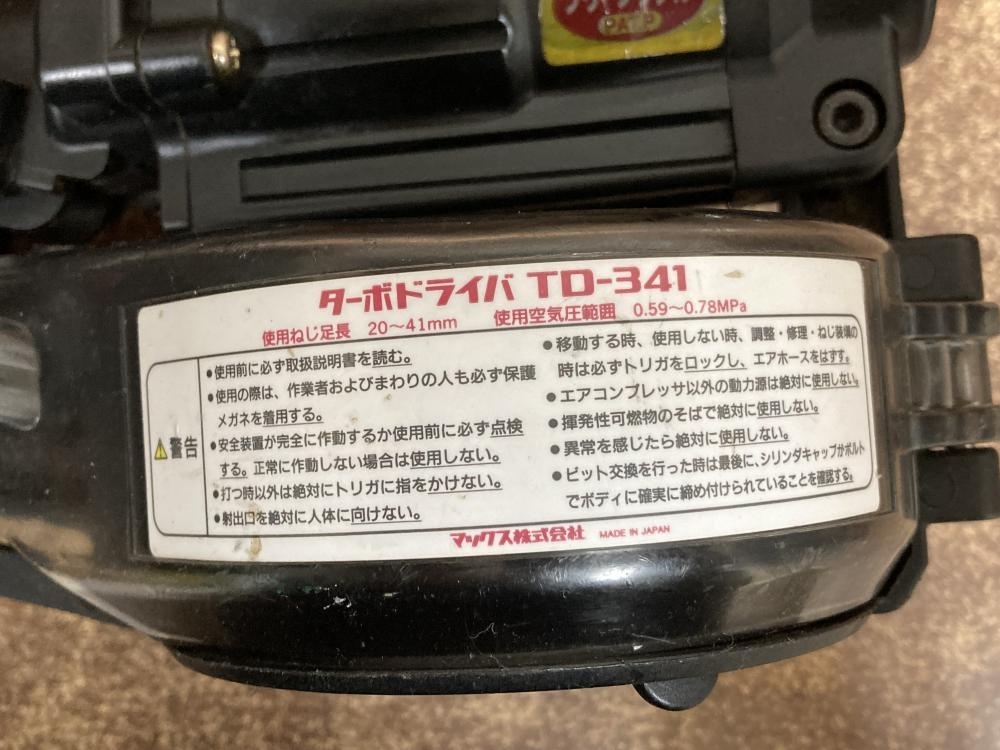 PAT.P
ターボドライバ TD-341
使用ねじ足長 20〜41mm 使用空気圧範囲 0.59〜0.78MPa
警告
●使用前に必ず取扱説明書を読む。
●使用の際は、作業者およびまわりの人も必ず保護
メガネを着用する。
●安全装置が完全に作動するか使用前に必ず点検
する。正常に作動しない場合は使用しない。
●打つ時以外は絶対にトリガに指をかけない。
●射出口を絶対に人体に向けない。
●移動する時、使用しない時、調整・修理・ねじ装填の
時は必ずトリガをロックし、エアホースをはずす。
●エアコンプレッサ以外の動力源は絶対に使用しない。
●揮発性可燃物のそばで絶対に使用しない。
●異常を感じたら絶対に使用しない。
●ビット交換を行った時は最後に、シリンダキャップがボルト
でボディに確実に締め付けられていることを確認する。
マックス株式会社 MADE IN JAPAN